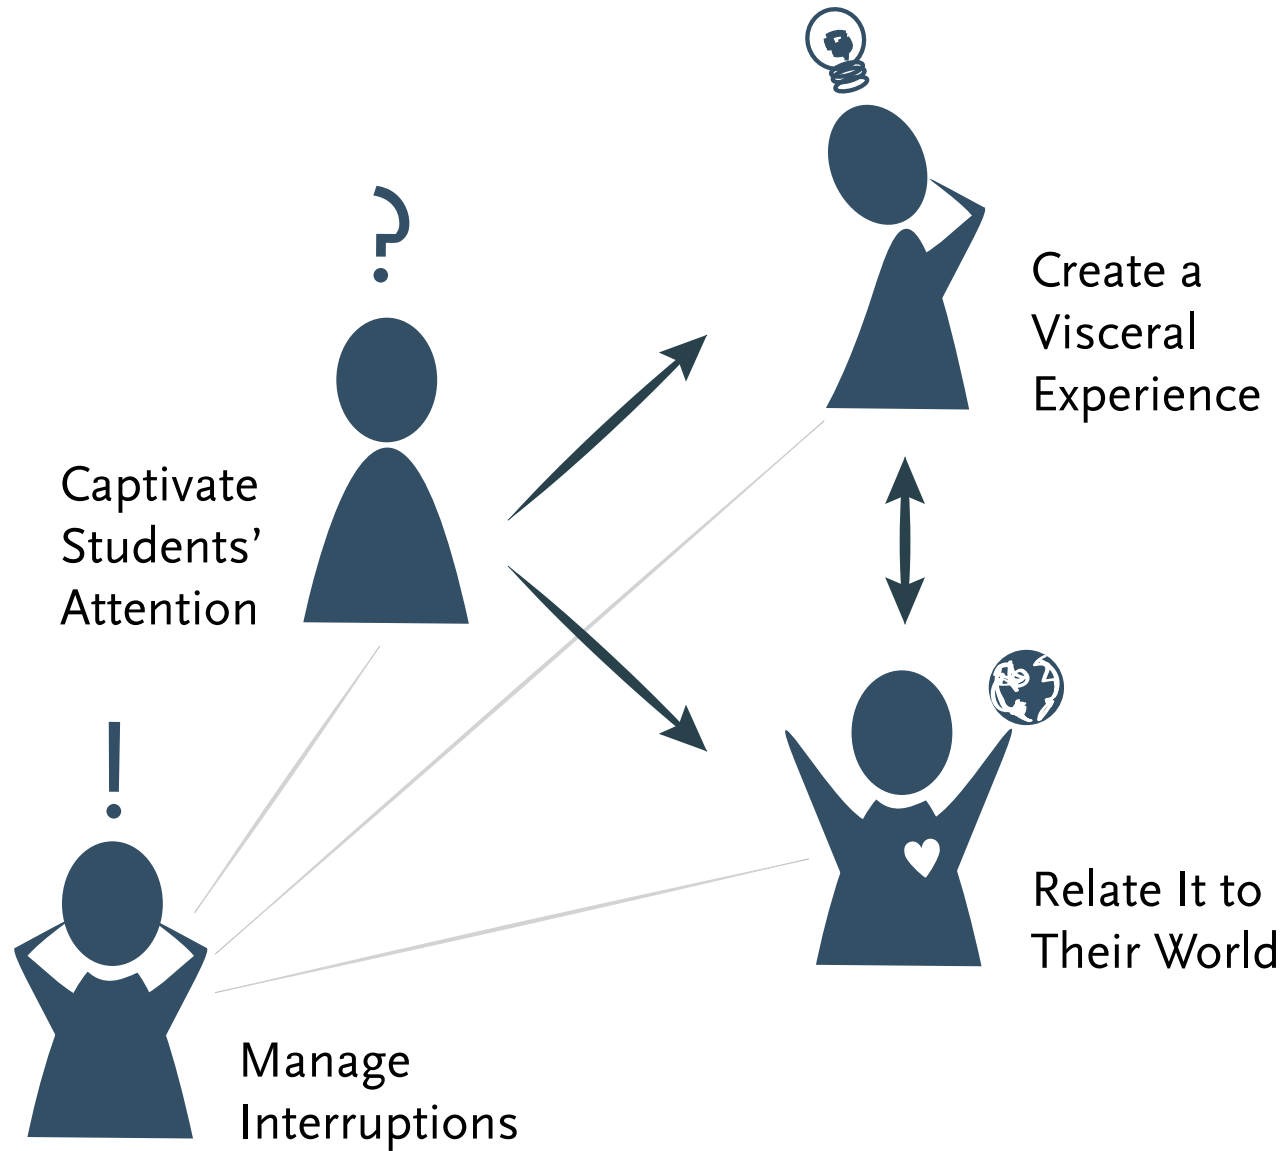 ?
Create a
Visceral
Experience
Captivate
Students’
Attention
!
Relate It to
Their World
Manage
Interruptions